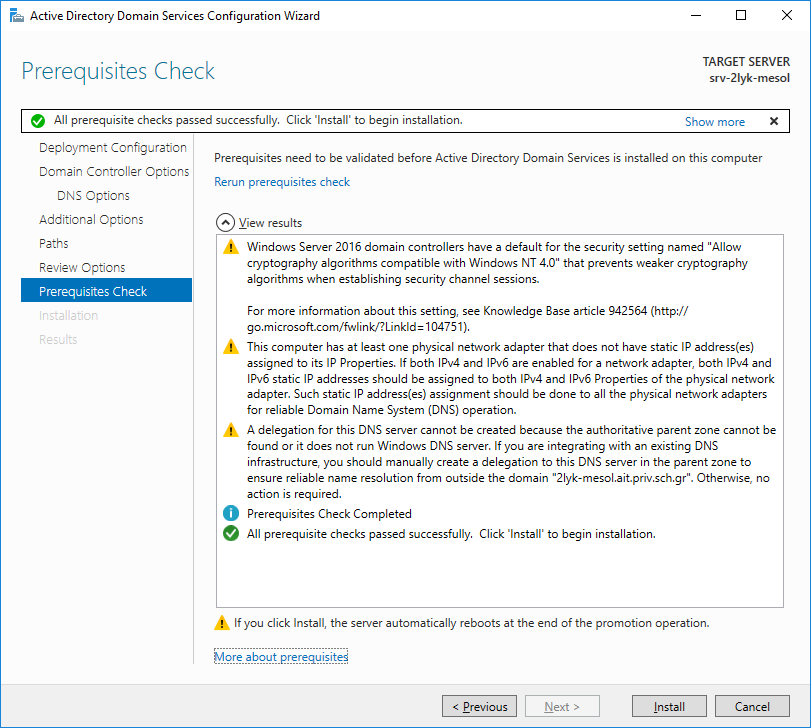 Active Directory Domain Services Configuration Wizard
Prerequisites Check
TARGET SERVER
srv-2lyk-mesol
All prerequisite checks passed successfully.  Click 'Install' to begin installation.
Show more
Deployment Configuration
Domain Controller Options
DNS Options
Additional Options
Paths
Review Options
Prerequisites Check
Installation
Results
Prerequisites need to be validated before Active Directory Domain Services is installed on this computer
Rerun prerequisites check
View results
Windows Server 2016 domain controllers have a default for the security setting named "Allow
cryptography algorithms compatible with Windows NT 4.0" that prevents weaker cryptography
algorithms when establishing security channel sessions.
For more information about this setting, see Knowledge Base article 942564 (http://
go.microsoft.com/fwlink/?LinkId=104751).
This computer has at least one physical network adapter that does not have static IP address(es)
assigned to its IP Properties. If both IPv4 and IPv6 are enabled for a network adapter, both IPv4 and
IPv6 static IP addresses should be assigned to both IPv4 and IPv6 Properties of the physical network
adapter. Such static IP address(es) assignment should be done to all the physical network adapters
for reliable Domain Name System (DNS) operation.
A delegation for this DNS server cannot be created because the authoritative parent zone cannot be
found or it does not run Windows DNS server. If you are integrating with an existing DNS
infrastructure, you should manually create a delegation to this DNS server in the parent zone to
ensure reliable name resolution from outside the domain "2lyk-mesol.ait.priv.sch.gr". Otherwise, no
action is required.
Prerequisites Check Completed
All prerequisite checks passed successfully.  Click 'Install' to begin installation.
If you click Install, the server automatically reboots at the end of the promotion operation.
More about prerequisites
< Previous
Next >
Install
Cancel